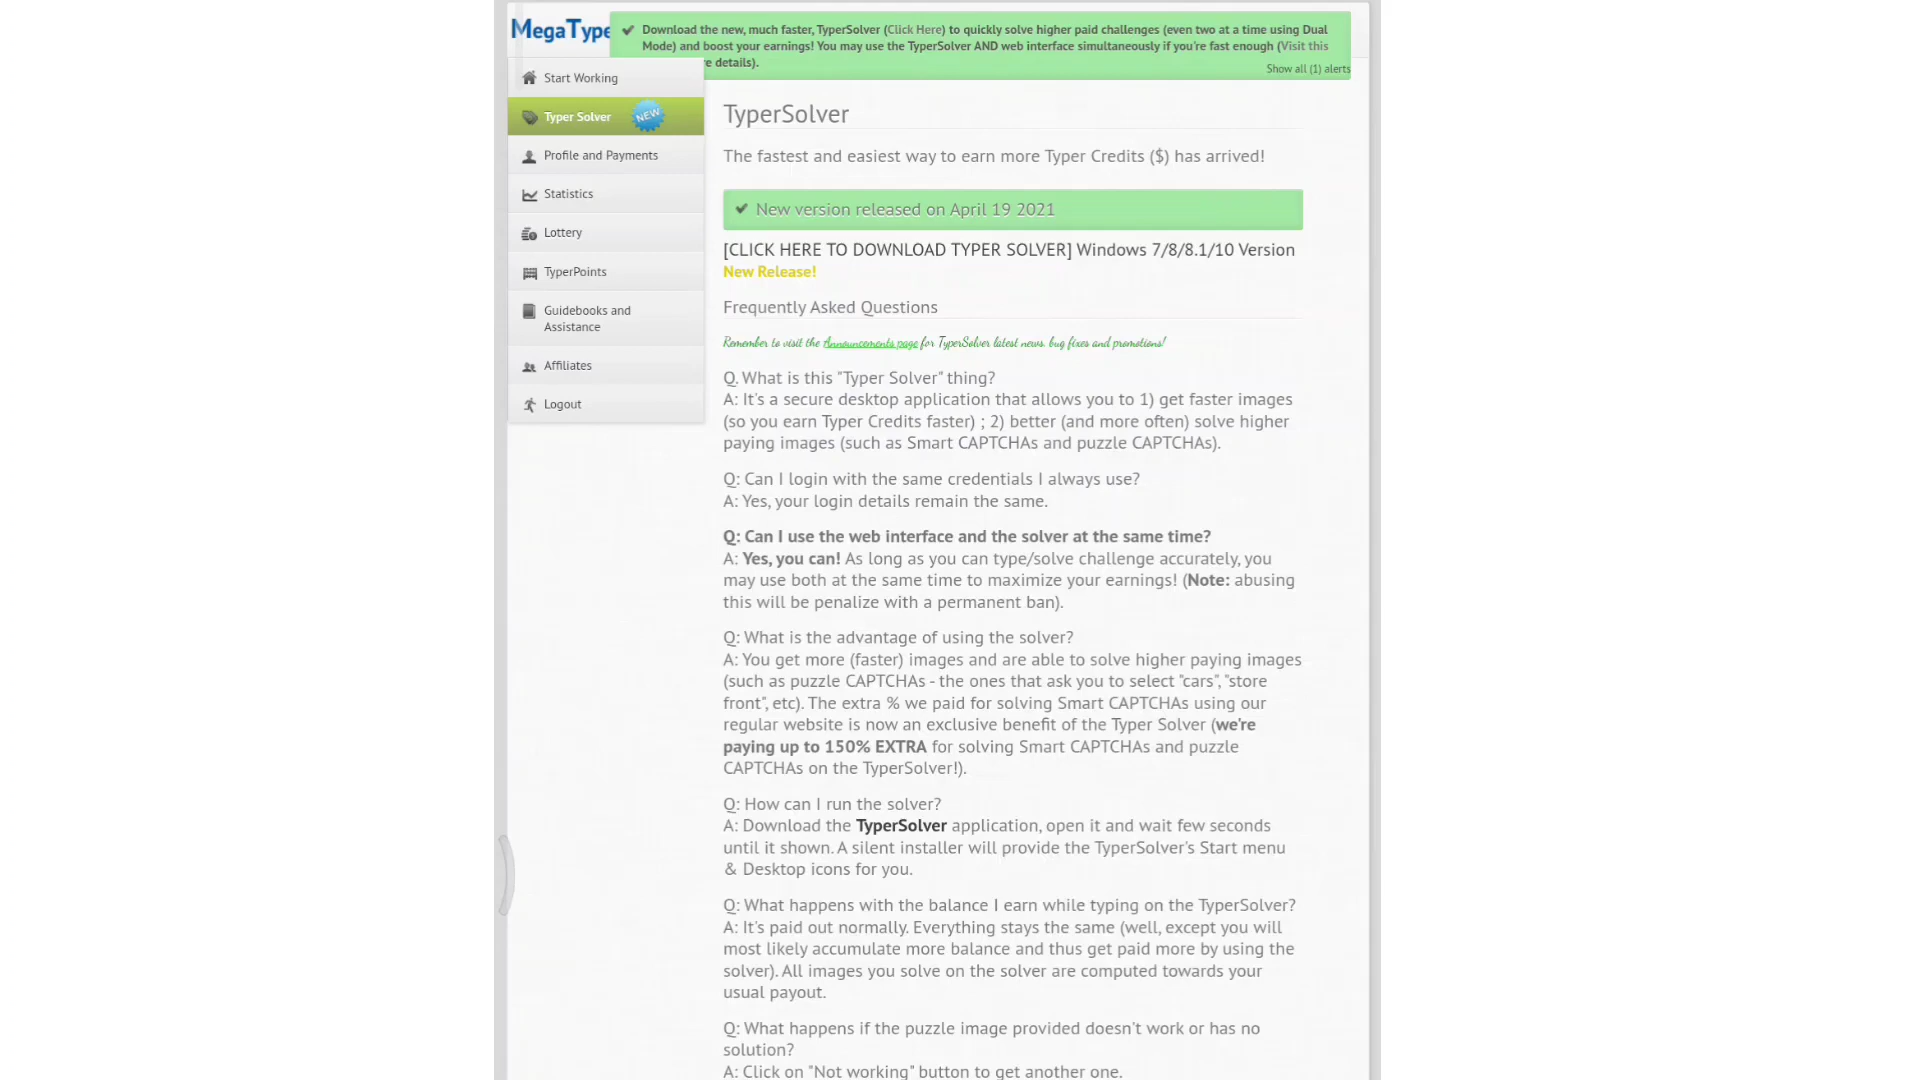 MegaType
Download the new, much faster, TyperSolver (Click Here) to quickly solve higher paid challenges (even two at a time using Dual
Mode) and boost your earnings! You may use the TyperSolver AND web interface simultaneously if you're fast enough (Visit this
re details).
Show all (1) alerts
Start Working
Typer Solver
NEW
Profile and Payments
Statistics
Lottery
TyperPoints
Guidebooks and
Assistance
Affiliates
Logout
TyperSolver
The fastest and easiest way to earn more Typer Credits ($) has arrived!
New version released on April 19 2021
[CLICK HERE TO DOWNLOAD TYPER SOLVER] Windows 7/8/8.1/10 Version
New Release!
Frequently Asked Questions
Remember to visit the Announcements page for TyperSolver latest news, bug fixes and promotions!
Q. What is this "Typer Solver" thing?
A: It's a secure desktop application that allows you to 1) get faster images
(so you earn Typer Credits faster) ; 2) better (and more often) solve higher
paying images (such as Smart CAPTCHAs and puzzle CAPTCHAs).
Q: Can I login with the same credentials I always use?
A: Yes, your login details remain the same.
Q: Can I use the web interface and the solver at the same time?
A: Yes, you can! As long as you can type/solve challenge accurately, you
may use both at the same time to maximize your earnings! (Note: abusing
this will be penalize with a permanent ban).
Q: What is the advantage of using the solver?
A: You get more (faster) images and are able to solve higher paying images
(such as puzzle CAPTCHAs - the ones that ask you to select "cars", "store
front", etc). The extra % we paid for solving Smart CAPTCHAs using our
regular website is now an exclusive benefit of the Typer Solver (we're
paying up to 150% EXTRA for solving Smart CAPTCHAs and puzzle
CAPTCHAs on the TyperSolver!).
Q: How can I run the solver?
A: Download the TyperSolver application, open it and wait few seconds
until it shown. A silent installer will provide the TyperSolver's Start menu
& Desktop icons for you.
Q: What happens with the balance I earn while typing on the TyperSolver?
A: It's paid out normally. Everything stays the same (well, except you will
most likely accumulate more balance and thus get paid more by using the
solver). All images you solve on the solver are computed towards your
usual payout.
Q: What happens if the puzzle image provided doesn't work or has no
solution?
A: Click on "Not working" button to get another one.